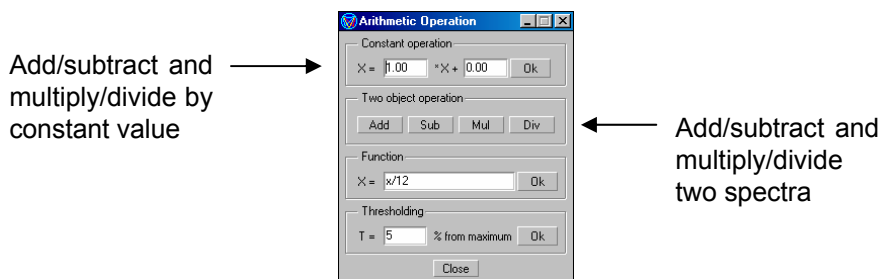 Arithmetic Operation
Constant operation
X = 1.00 *X + 0.00 Ok
Add/subtract and
multiply/divide by
constant value
Two object operation
Add Sub Mul Div
Add/subtract and
multiply/divide
two spectra
Function
X = x/12 Ok
Thresholding
T = 5 % from maximum Ok
Close